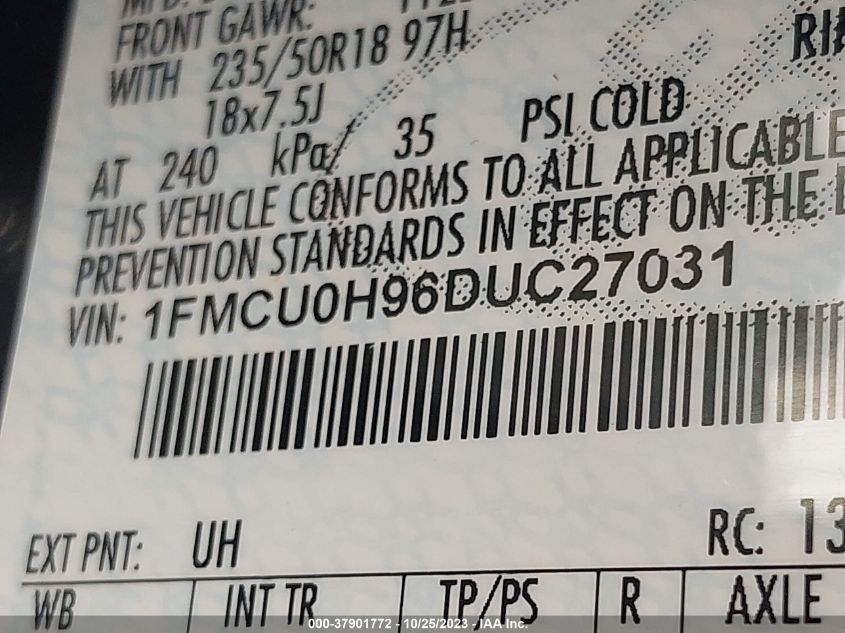 FRONT GAWR:
WITH 235/50R18 97H
18x7.5J
AT 240 kPa/ 35 PSI COLD
THIS VEHICLE CONFORMS TO ALL APPLICABLE
PREVENTION STANDARDS IN EFFECT ON THE
VIN: 1FMCU0H96DUC27031
EXT PNT: UH RC: 13
WB INT TR TP/PS R AXLE
000-37901772 - 10/25/2023 - IAA Inc.